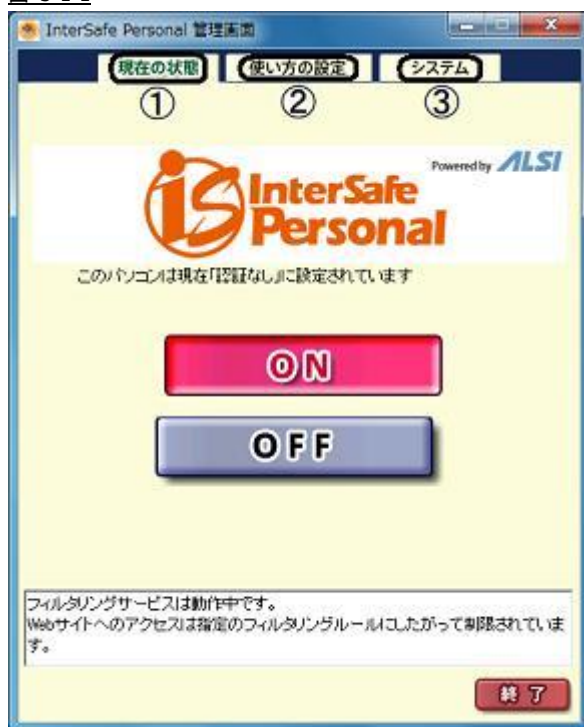 InterSafe Personal 管理画面
現在の状態 使い方の設定 システム
① ② ③
Powered by ALSI
iS InterSafe
Personal
このパソコンは現在「認証なし」に設定されています
ON
OFF
フィルタリングサービスは動作中です。
Webサイトへのアクセスは指定のフィルタリングルールにしたがって制限されていま
す。
終了